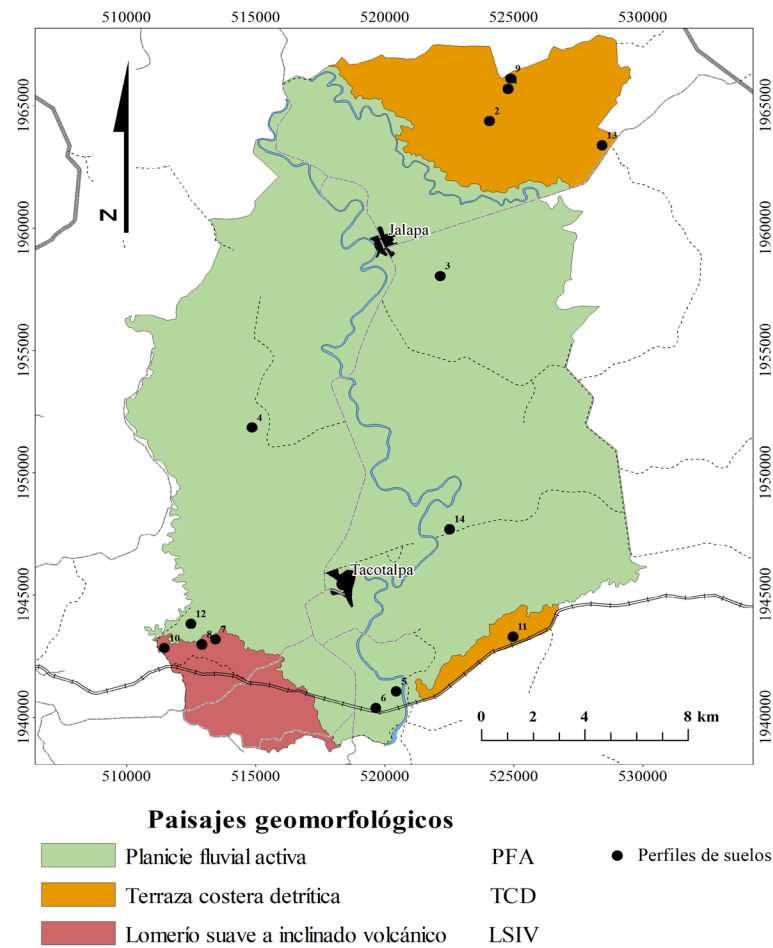 510000 515000 520000 525000 530000
1965000 1965000
9
2
13
N
1960000 1960000
Jalapa
3
1955000 1955000
4
1950000 1950000
14
Tacotalpa
1945000 1945000
12
7
8
10
11
5
6
1940000 1940000
0 2 4 8 km
510000 515000 520000 525000 530000
Paisajes geomorfológicos
Planicie fluvial activa PFA Perfiles de suelos
Terraza costera detrítica TCD
Lomerío suave a inclinado volcánico LSIV